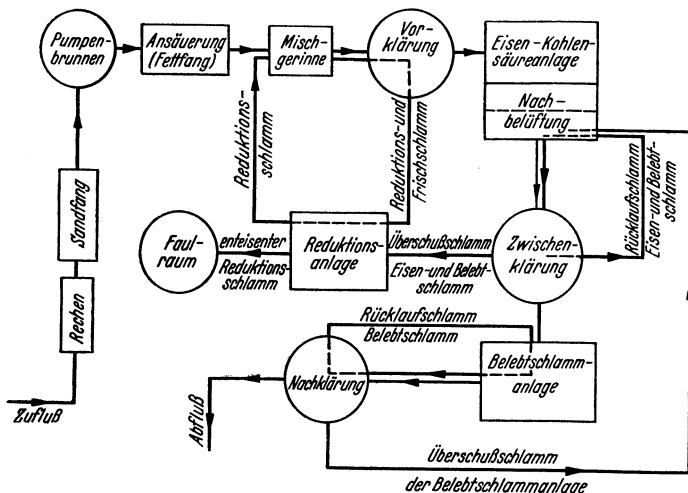 Pumpen-
brunnen
Ansäuerung
(Fettfang)
Misch-
gerinne
Vor-
klärung
Eisen-Kohlen-
säureanlage
Nach-
belüftung
Reduktions-
schlamm
Reduktions-und
Frischschlamm
Rücklaufschlamm
Eisen-und Belebt-
schlamm
Sandfang
Rechen
Zufluß
Faul-
raum
enteisenter
Reduktions-
schlamm
Reduktions-
anlage
Überschußschlamm
Eisen-und Belebt-
schlamm
Zwischen-
klärung
Rücklaufschlamm
Belebtschlamm
Nachklärung
Belebtschlamm-
anlage
Abfluß
Überschußschlamm
der Belebtschlammanlage